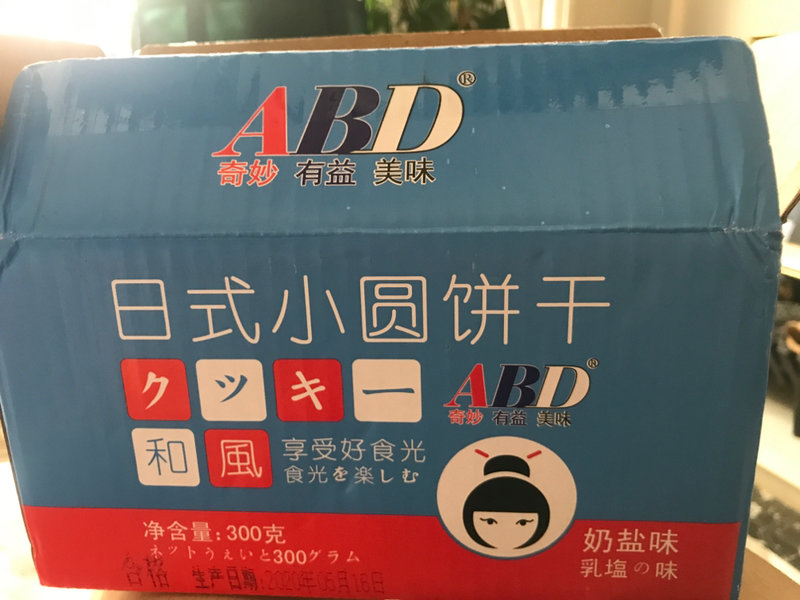 ABD®
奇妙 有益 美味
日式小圆饼干
クッキー
ABD®
奇妙 有益 美味
和風
享受好食光
食光を楽しむ
净含量:300克
ネットうぇいと300グラム
合格 生产日期:2020年05月16日
奶盐味
乳塩の味